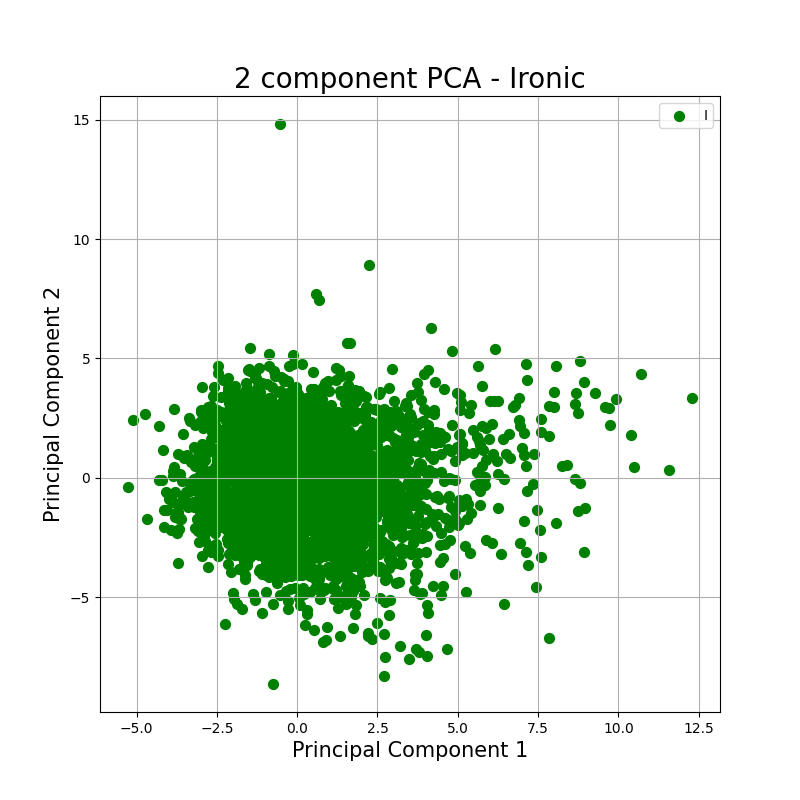 2 component PCA - Ironic
I
15
10
5
0
−5
Principal Component 2
−5.0 −2.5 0.0 2.5 5.0 7.5 10.0 12.5
Principal Component 1